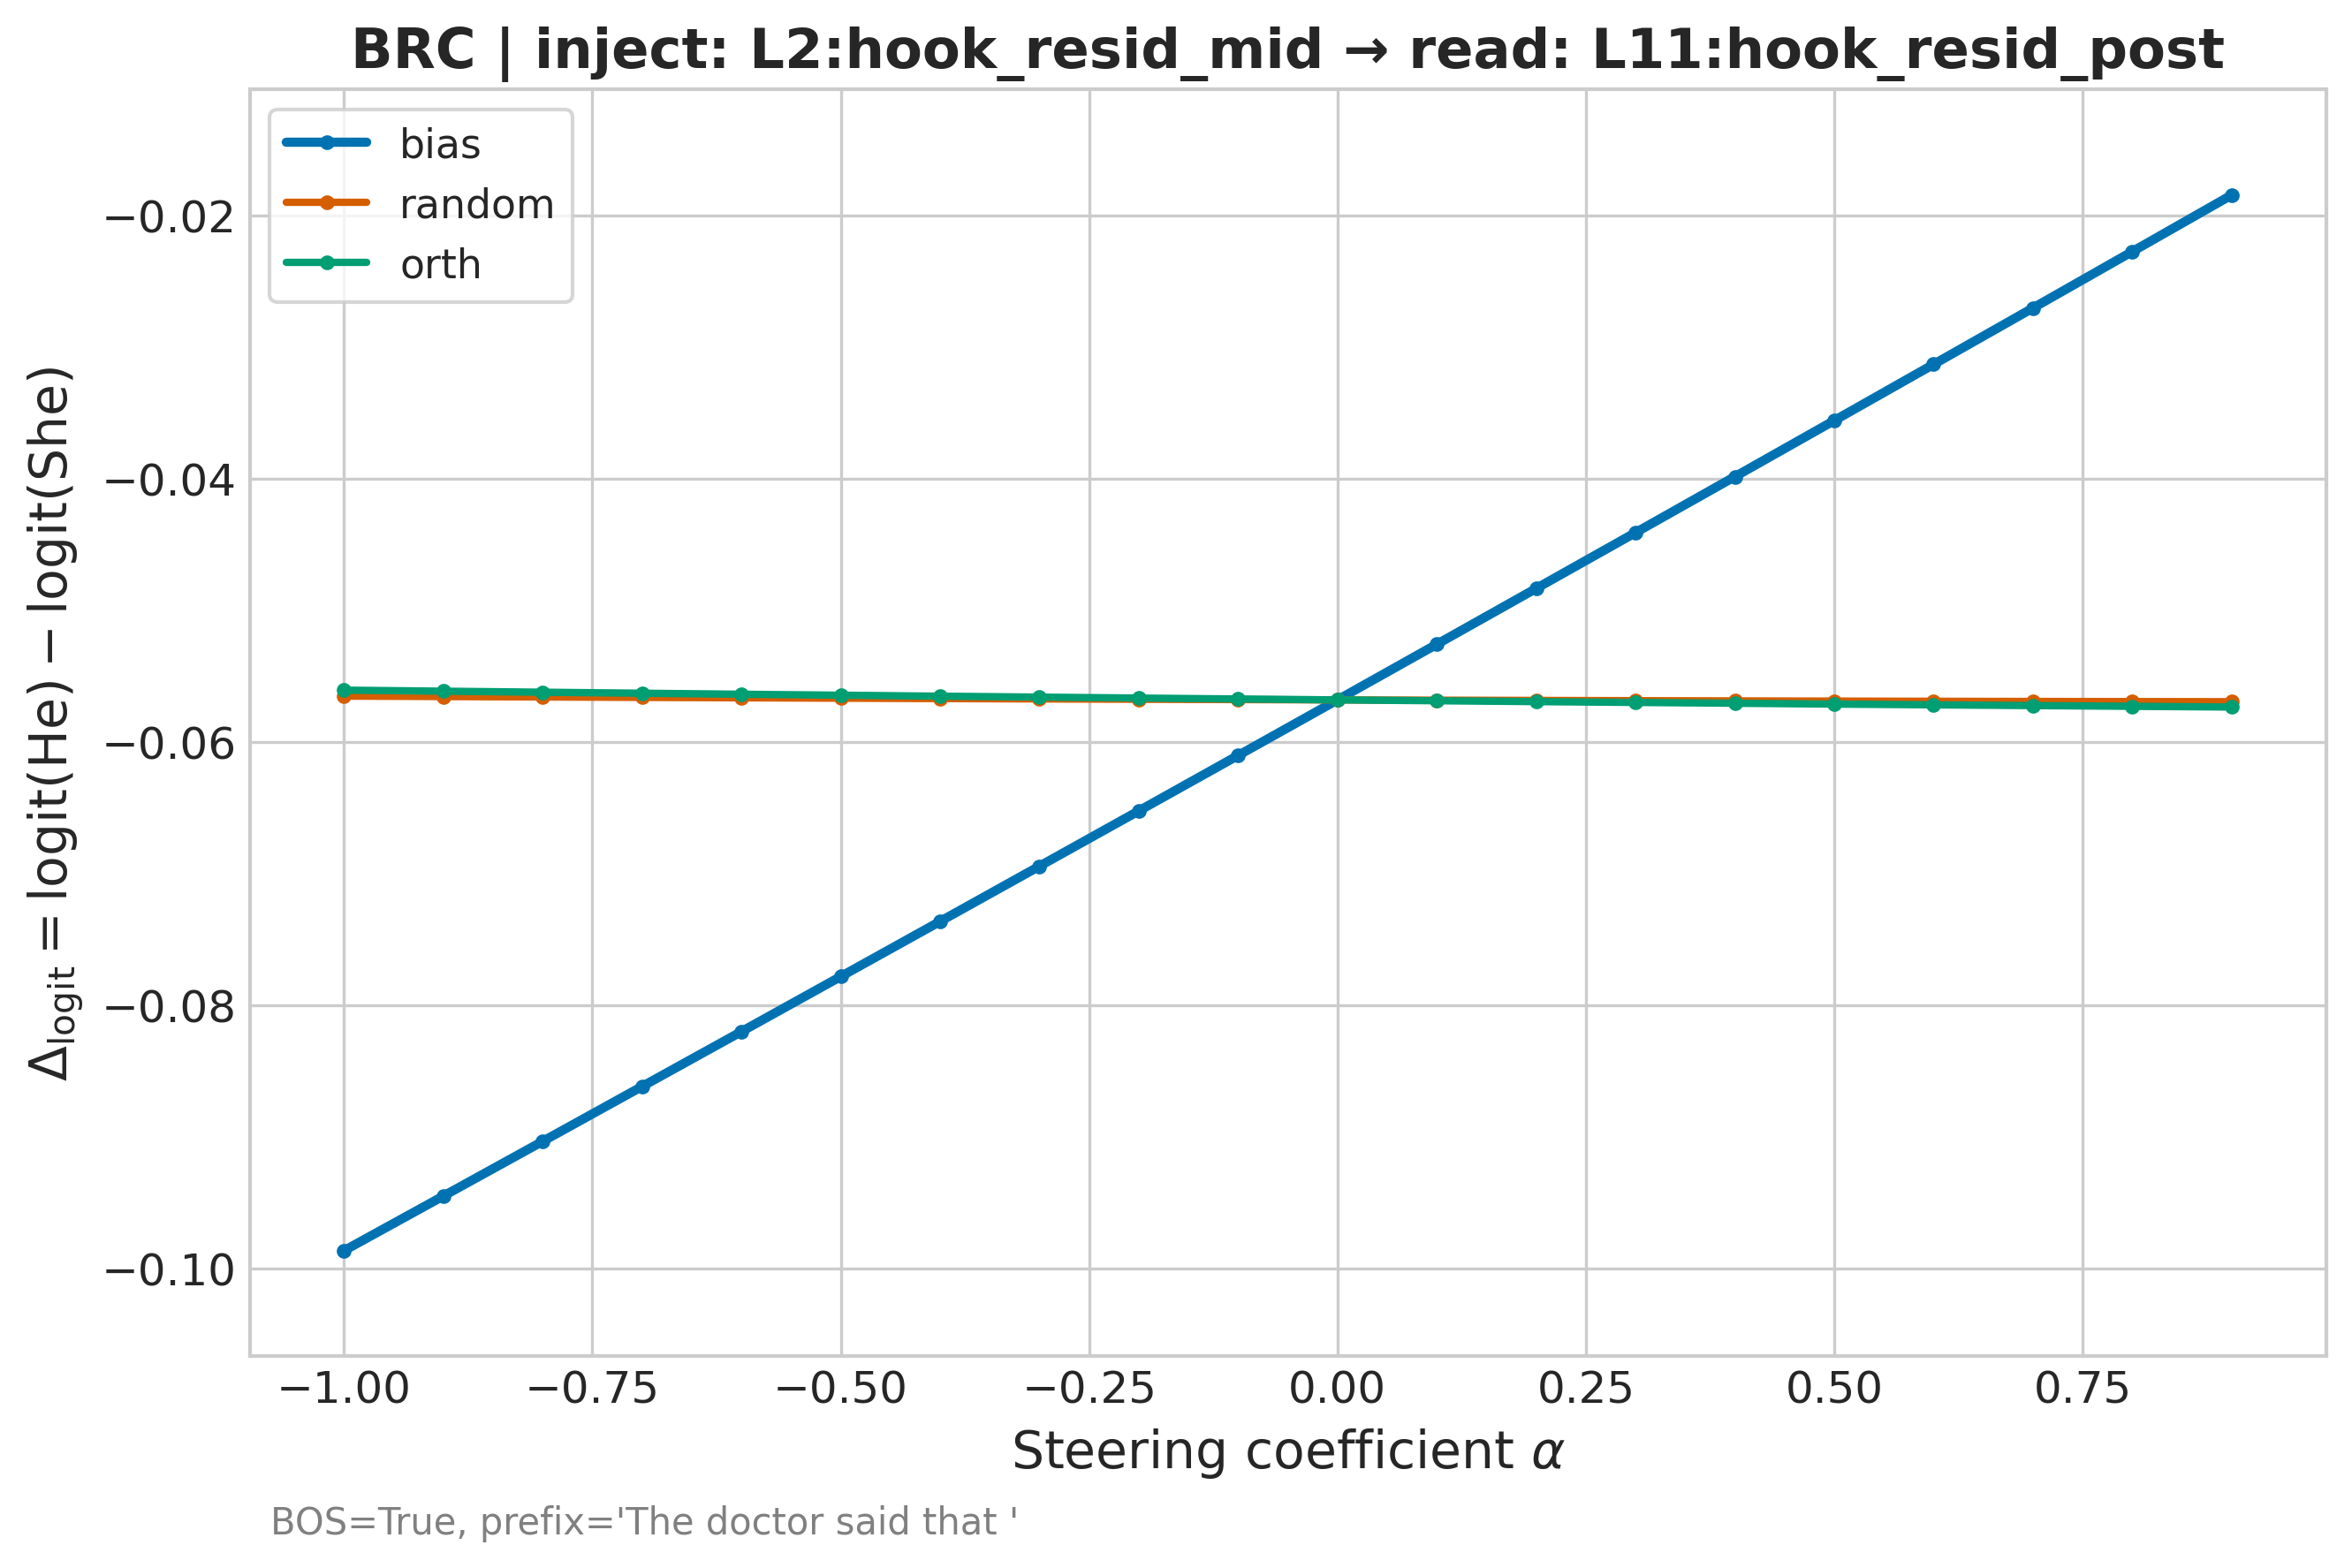 BRC | inject: L2:hook_resid_mid → read: L11:hook_resid_post
bias
random
orth
Δlogit = logit(He) − logit(She)
−0.02
−0.04
−0.06
−0.08
−0.10
−1.00
−0.75
−0.50
−0.25
0.00
0.25
0.50
0.75
Steering coefficient α
BOS=True, prefix='The doctor said that '